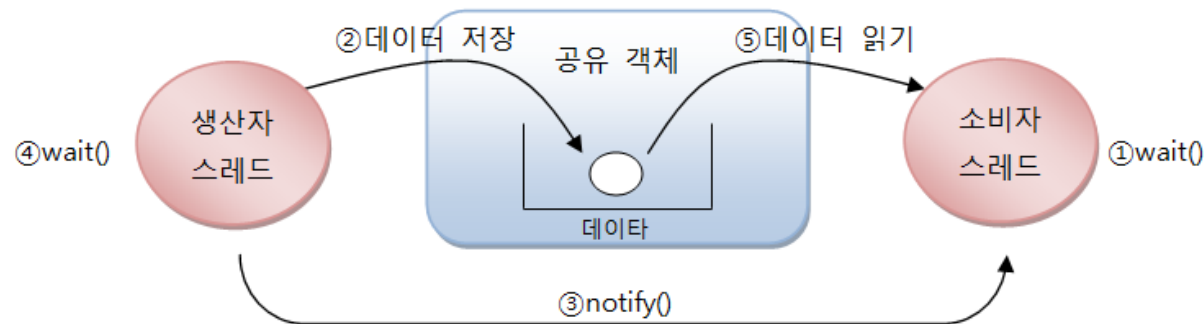 ②데이터 저장
공유 객체
⑤데이터 읽기
생산자
스레드
④wait()
데이타
소비자
스레드
①wait()
③notify()